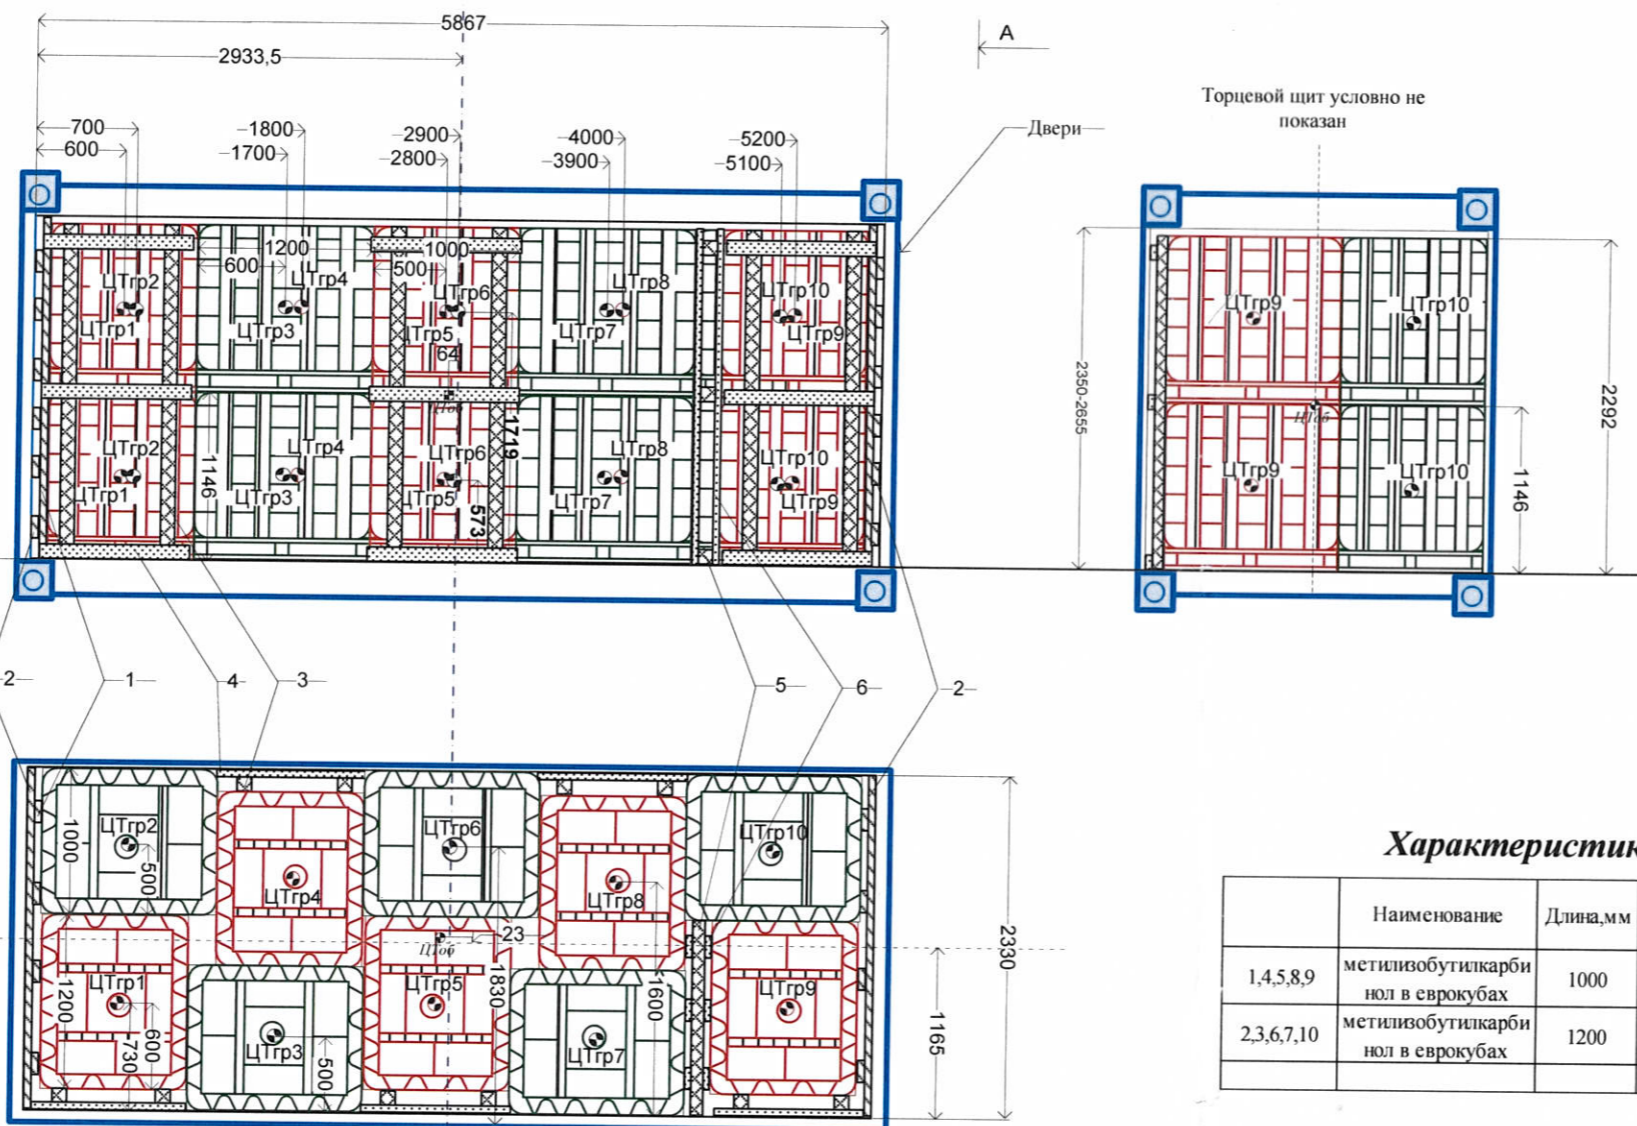 5867
2933,5
А
Торцевой щит условно не
показан
Двери
700
1800
2900
4000
5200
600
1700
2800
3900
5100
1200
1000
600
500
ЦТгр2
ЦТгр4
ЦТгр6
ЦТгр8
ЦТгр10
ЦТгр1
ЦТгр3
ЦТгр5
ЦТгр7
ЦТгр9
64
ЦТоб
ЦТгр2
ЦТгр4
ЦТгр6
ЦТгр8
ЦТгр10
ЦТгр1
ЦТгр3
ЦТгр5
ЦТгр7
ЦТгр9
1146
1719
573
ЦТгр9
ЦТгр10
ЦТоб
ЦТгр9
ЦТгр10
2350-2655
2292
1146
2
1
4
3
5
6
2
ЦТгр2
ЦТгр6
ЦТгр10
1000
500
ЦТгр4
ЦТгр8
23
ЦТоб
ЦТгр1
ЦТгр5
ЦТгр9
1200
600
730
ЦТгр3
ЦТгр7
500
1830
1600
2330
1165
Характеристик
Наименование
Длина,мм
1,4,5,8,9
метилизобутилкарби
нол в еврокубах
1000
2,3,6,7,10
метилизобутилкарби
нол в еврокубах
1200